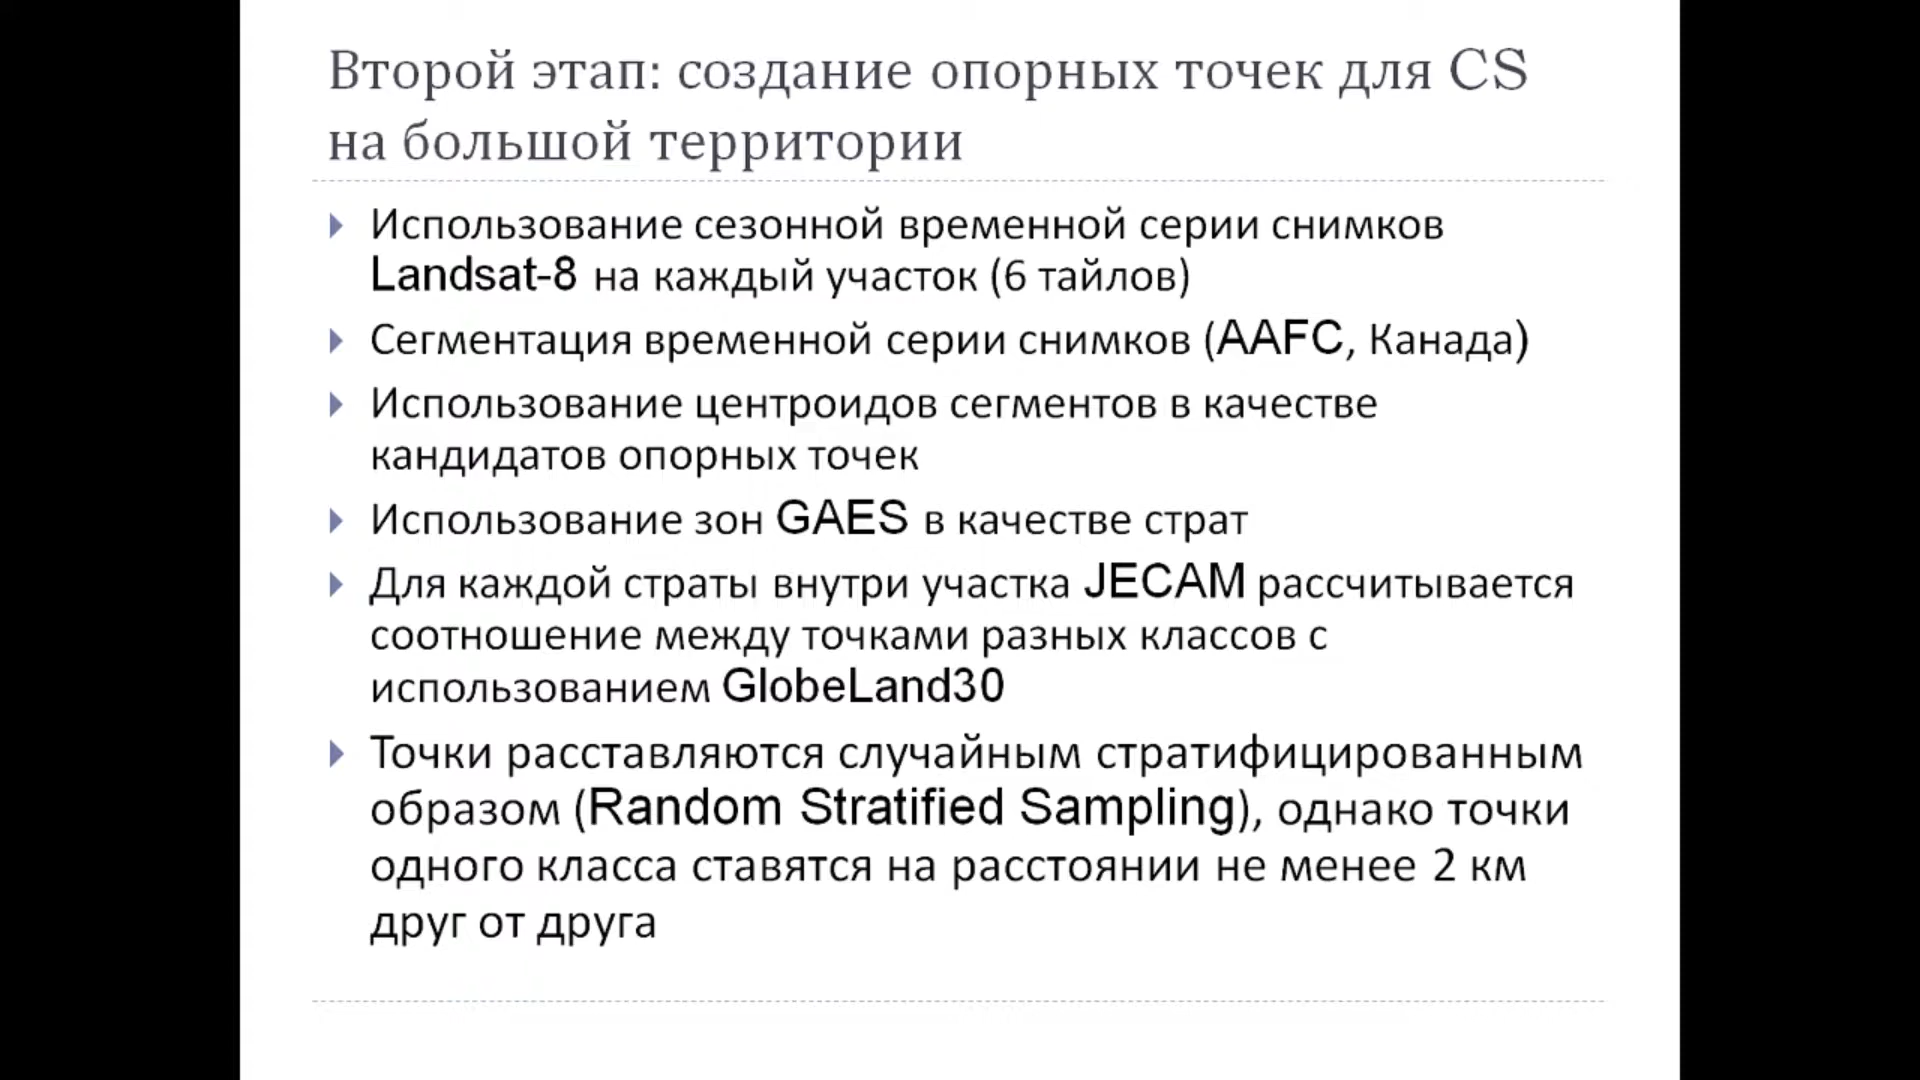 Второй этап: создание опорных точек для CS
на большой территории
Использование сезонной временной серии снимков
Landsat-8 на каждый участок (6 тайлов)
Сегментация временной серии снимков (AAFC, Канада)
Использование центроидов сегментов в качестве
кандидатов опорных точек
Использование зон GAES в качестве страт
Для каждой страты внутри участка JECAM рассчитывается
соотношение между точками разных классов с
использованием GlobeLand30
Точки расставляются случайным стратифицированным
образом (Random Stratified Sampling), однако точки
одного класса ставятся на расстоянии не менее 2 км
друг от друга